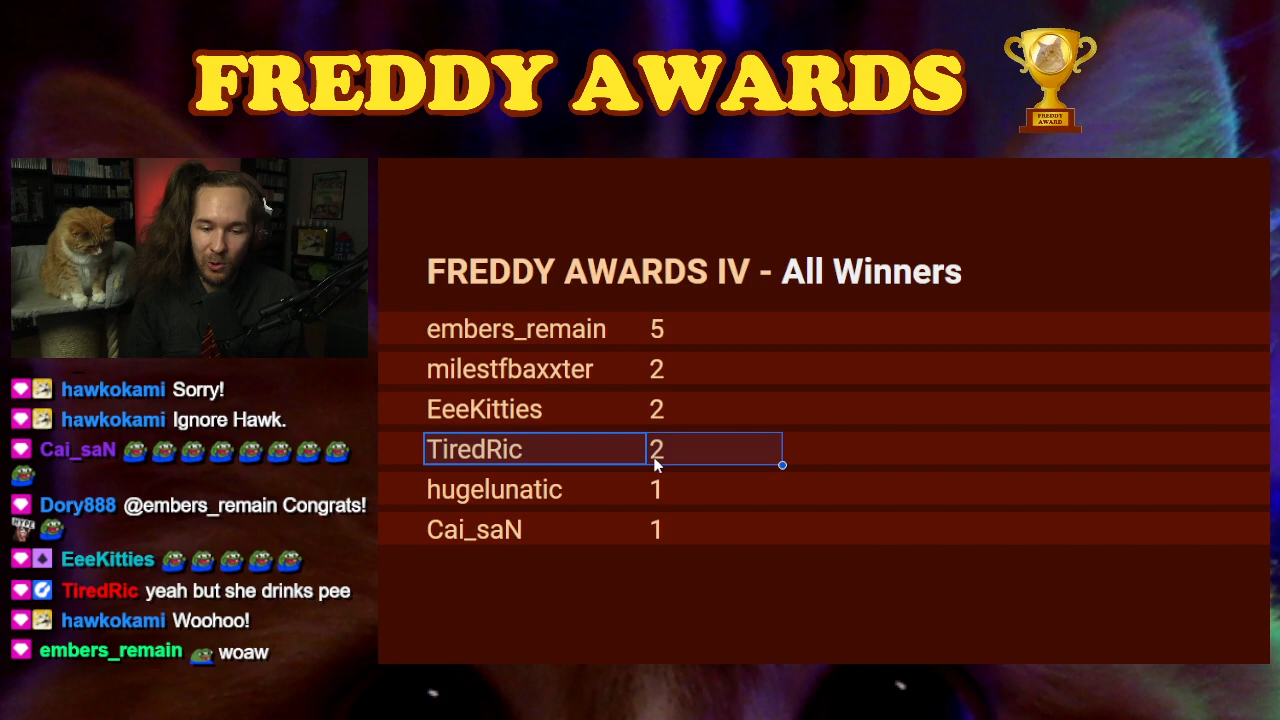 FREDDY AWARDS
FREDDY
AWARD
FREDDY AWARDS IV - All Winners
embers_remain 5
milestfbaxxter 2
EeeKitties 2
TiredRic 2
hugelunatic 1
Cai_saN 1
hawkokami Sorry!
hawkokami Ignore Hawk.
Cai_saN
Dory888 @embers_remain Congrats!
HYPE
EeeKitties
TiredRic yeah but she drinks pee
hawkokami Woohoo!
embers_remain woaw